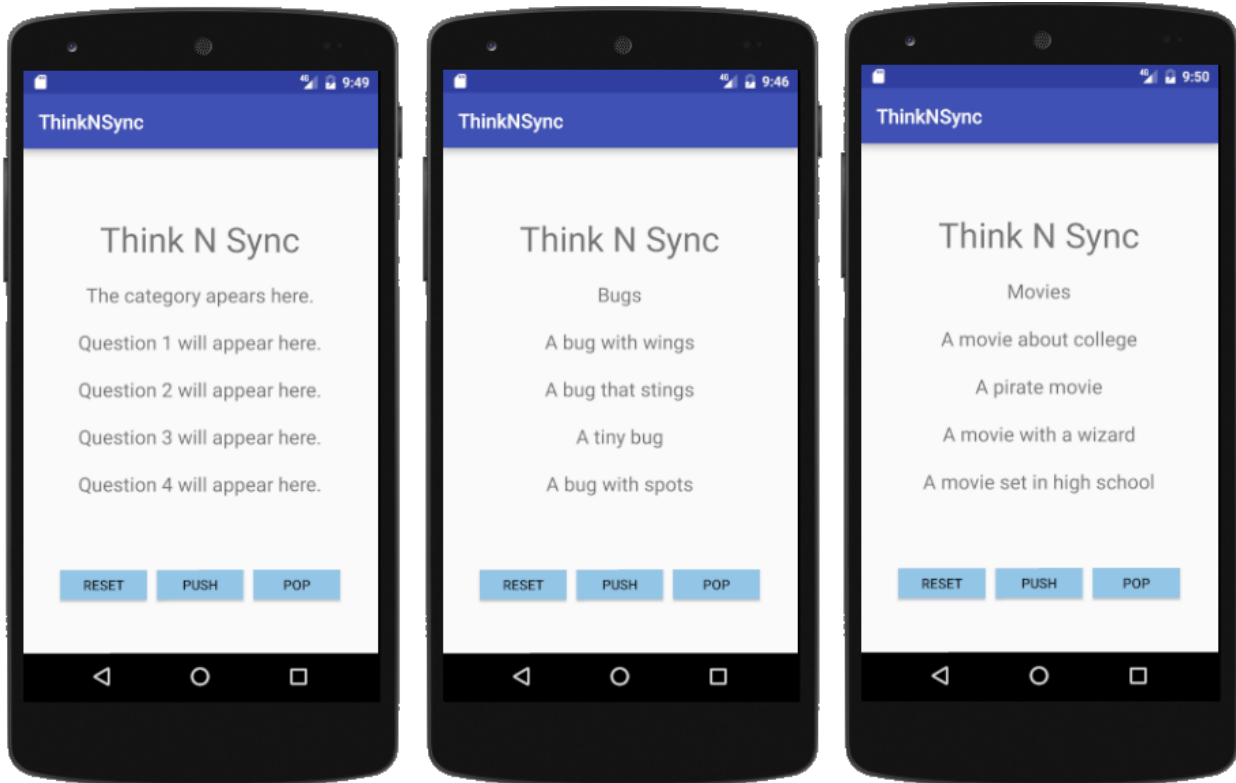 4G 9:49
ThinkNSync
Think N Sync
The category apears here.
Question 1 will appear here.
Question 2 will appear here.
Question 3 will appear here.
Question 4 will appear here.
RESET PUSH POP
4G 9:46
ThinkNSync
Think N Sync
Bugs
A bug with wings
A bug that stings
A tiny bug
A bug with spots
RESET PUSH POP
4G 9:50
ThinkNSync
Think N Sync
Movies
A movie about college
A pirate movie
A movie with a wizard
A movie set in high school
RESET PUSH POP